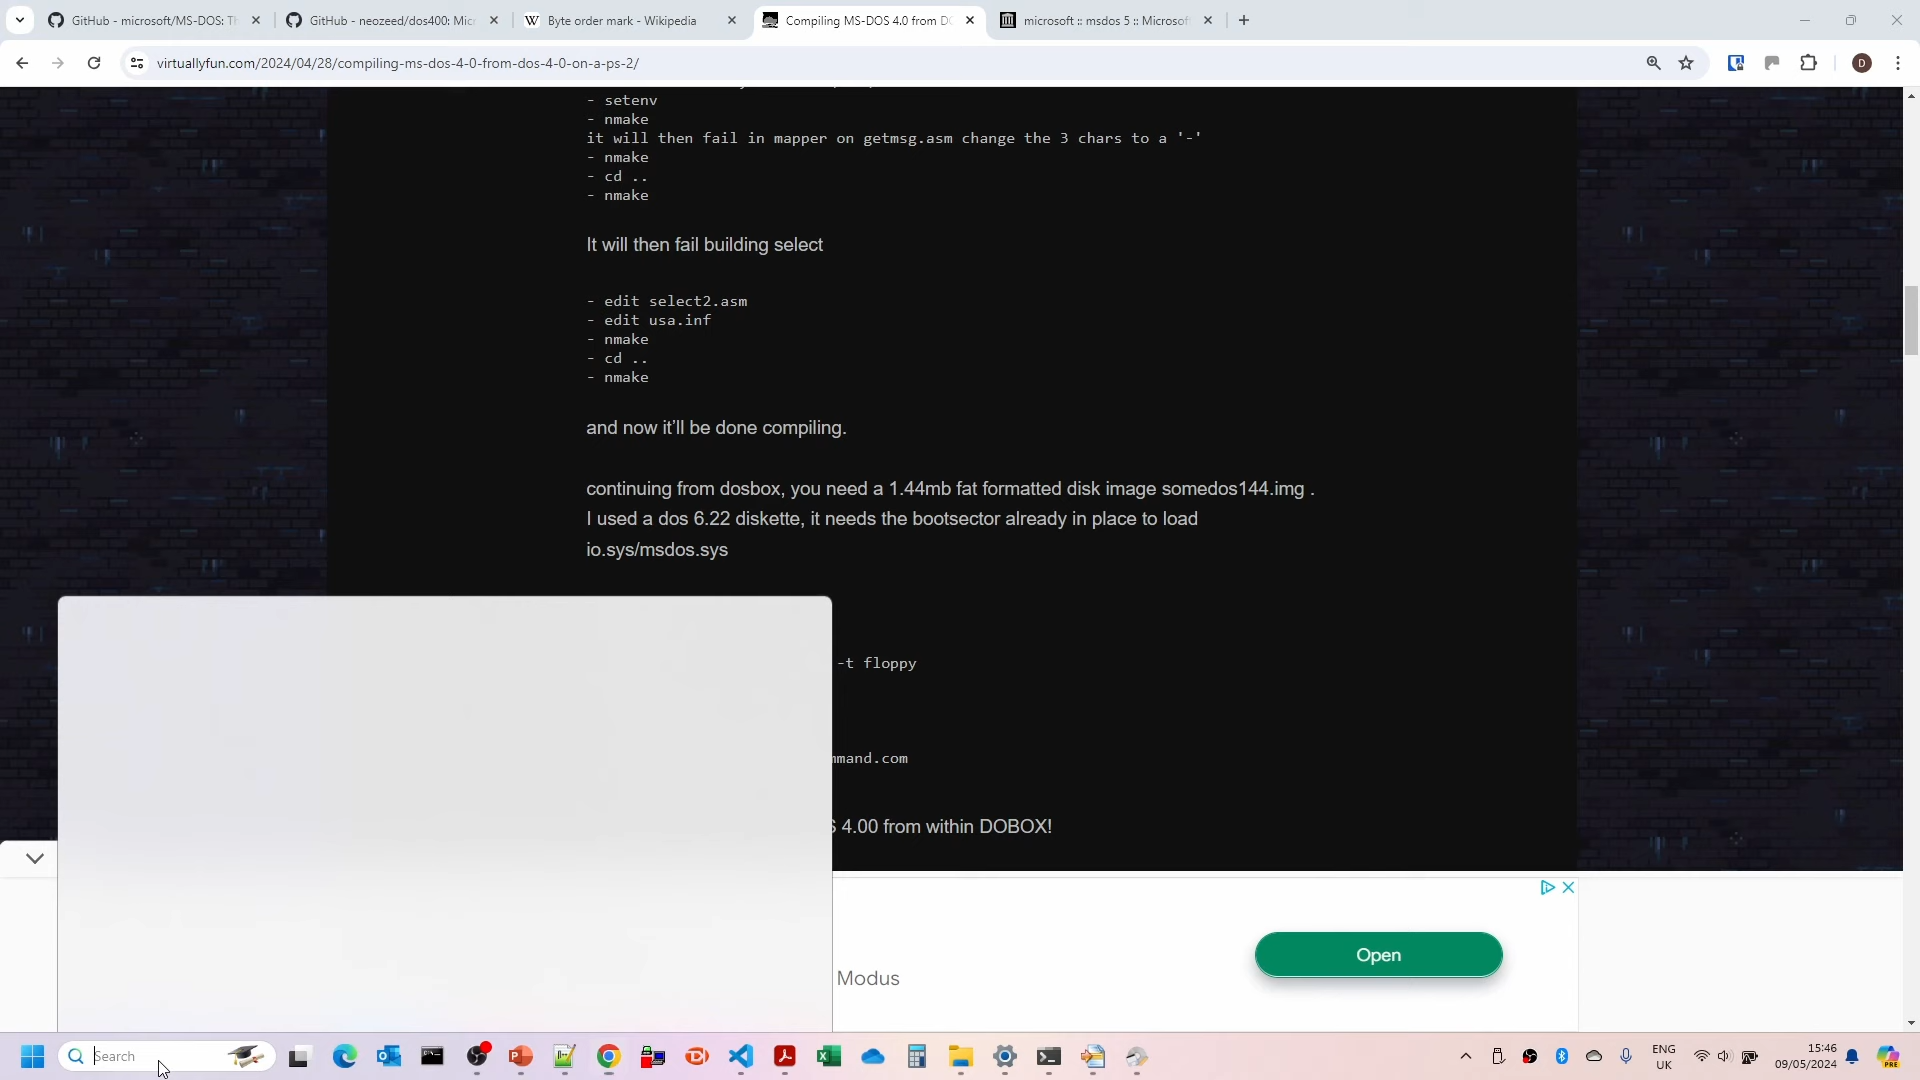 GitHub - microsoft/MS-DOS: Th
GitHub - neozeed/dos400: Micr
W Byte order mark - Wikipedia
Compiling MS-DOS 4.0 from DO
microsoft :: msdos 5 :: Microsof
virtuallyfun.com/2024/04/28/compiling-ms-dos-4-0-from-dos-4-0-on-a-ps-2/
D
- setenv
- nmake
it will then fail in mapper on getmsg.asm change the 3 chars to a '-'
- nmake
- cd ..
- nmake
It will then fail building select
- edit select2.asm
- edit usa.inf
- nmake
- cd ..
- nmake
and now it'll be done compiling.
continuing from dosbox, you need a 1.44mb fat formatted disk image somedos144.img .
I used a dos 6.22 diskette, it needs the bootsector already in place to load
io.sys/msdos.sys
-t floppy
mmand.com
S 4.00 from within DOBOX!
Open
Modus
Search
ENG
UK
15:46
09/05/2024